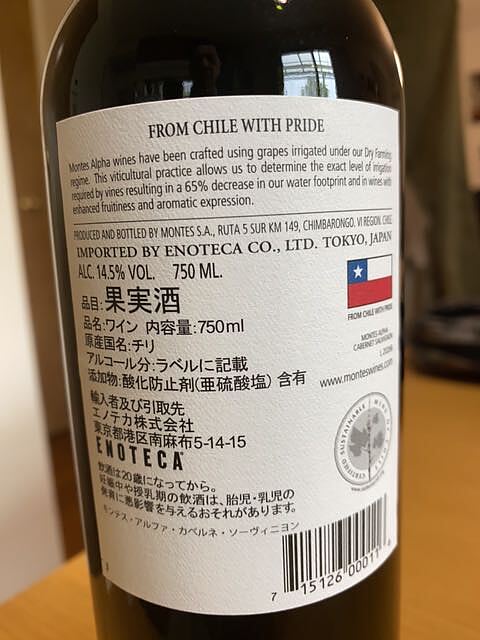 FROM CHILE WITH PRIDE
Montes Alpha wines have been crafted using grapes irrigated under our Dry Farming
regime. This viticultural practice allows us to determine the exact level of irrigation
required by vines resulting in a 65% decrease in our water footprint and in wines with
enhanced fruitiness and aromatic expression.
PRODUCED AND BOTTLED BY MONTES S.A., RUTA 5 SUR KM 149, CHIMBARONGO, VI REGION, CHILE
IMPORTED BY ENOTECA CO., LTD. TOKYO, JAPAN
ALC. 14.5% VOL. 750 ML.
品目:果実酒
品名:ワイン 内容量:750ml
原産国名:チリ
アルコール分:ラベルに記載
添加物:酸化防止剤(亜硫酸塩) 含有
輸入者及び引取先
エノテカ株式会社
東京都港区南麻布5-14-15
ENOTECA
飲酒は20歳になってから。
妊娠中や授乳期の飲酒は、胎児・乳児の
発育に悪影響を与えるおそれがあります。
モンテス・アルファ・カベルネ・ソーヴィニヨン
FROM CHILE WITH PRIDE
MONTES ALPHA
CABERNET SAUVIGNON
www.monteswines.com
CERTIFIED SUSTAINABLE WINE OF CHILE
7 15126 00011 4